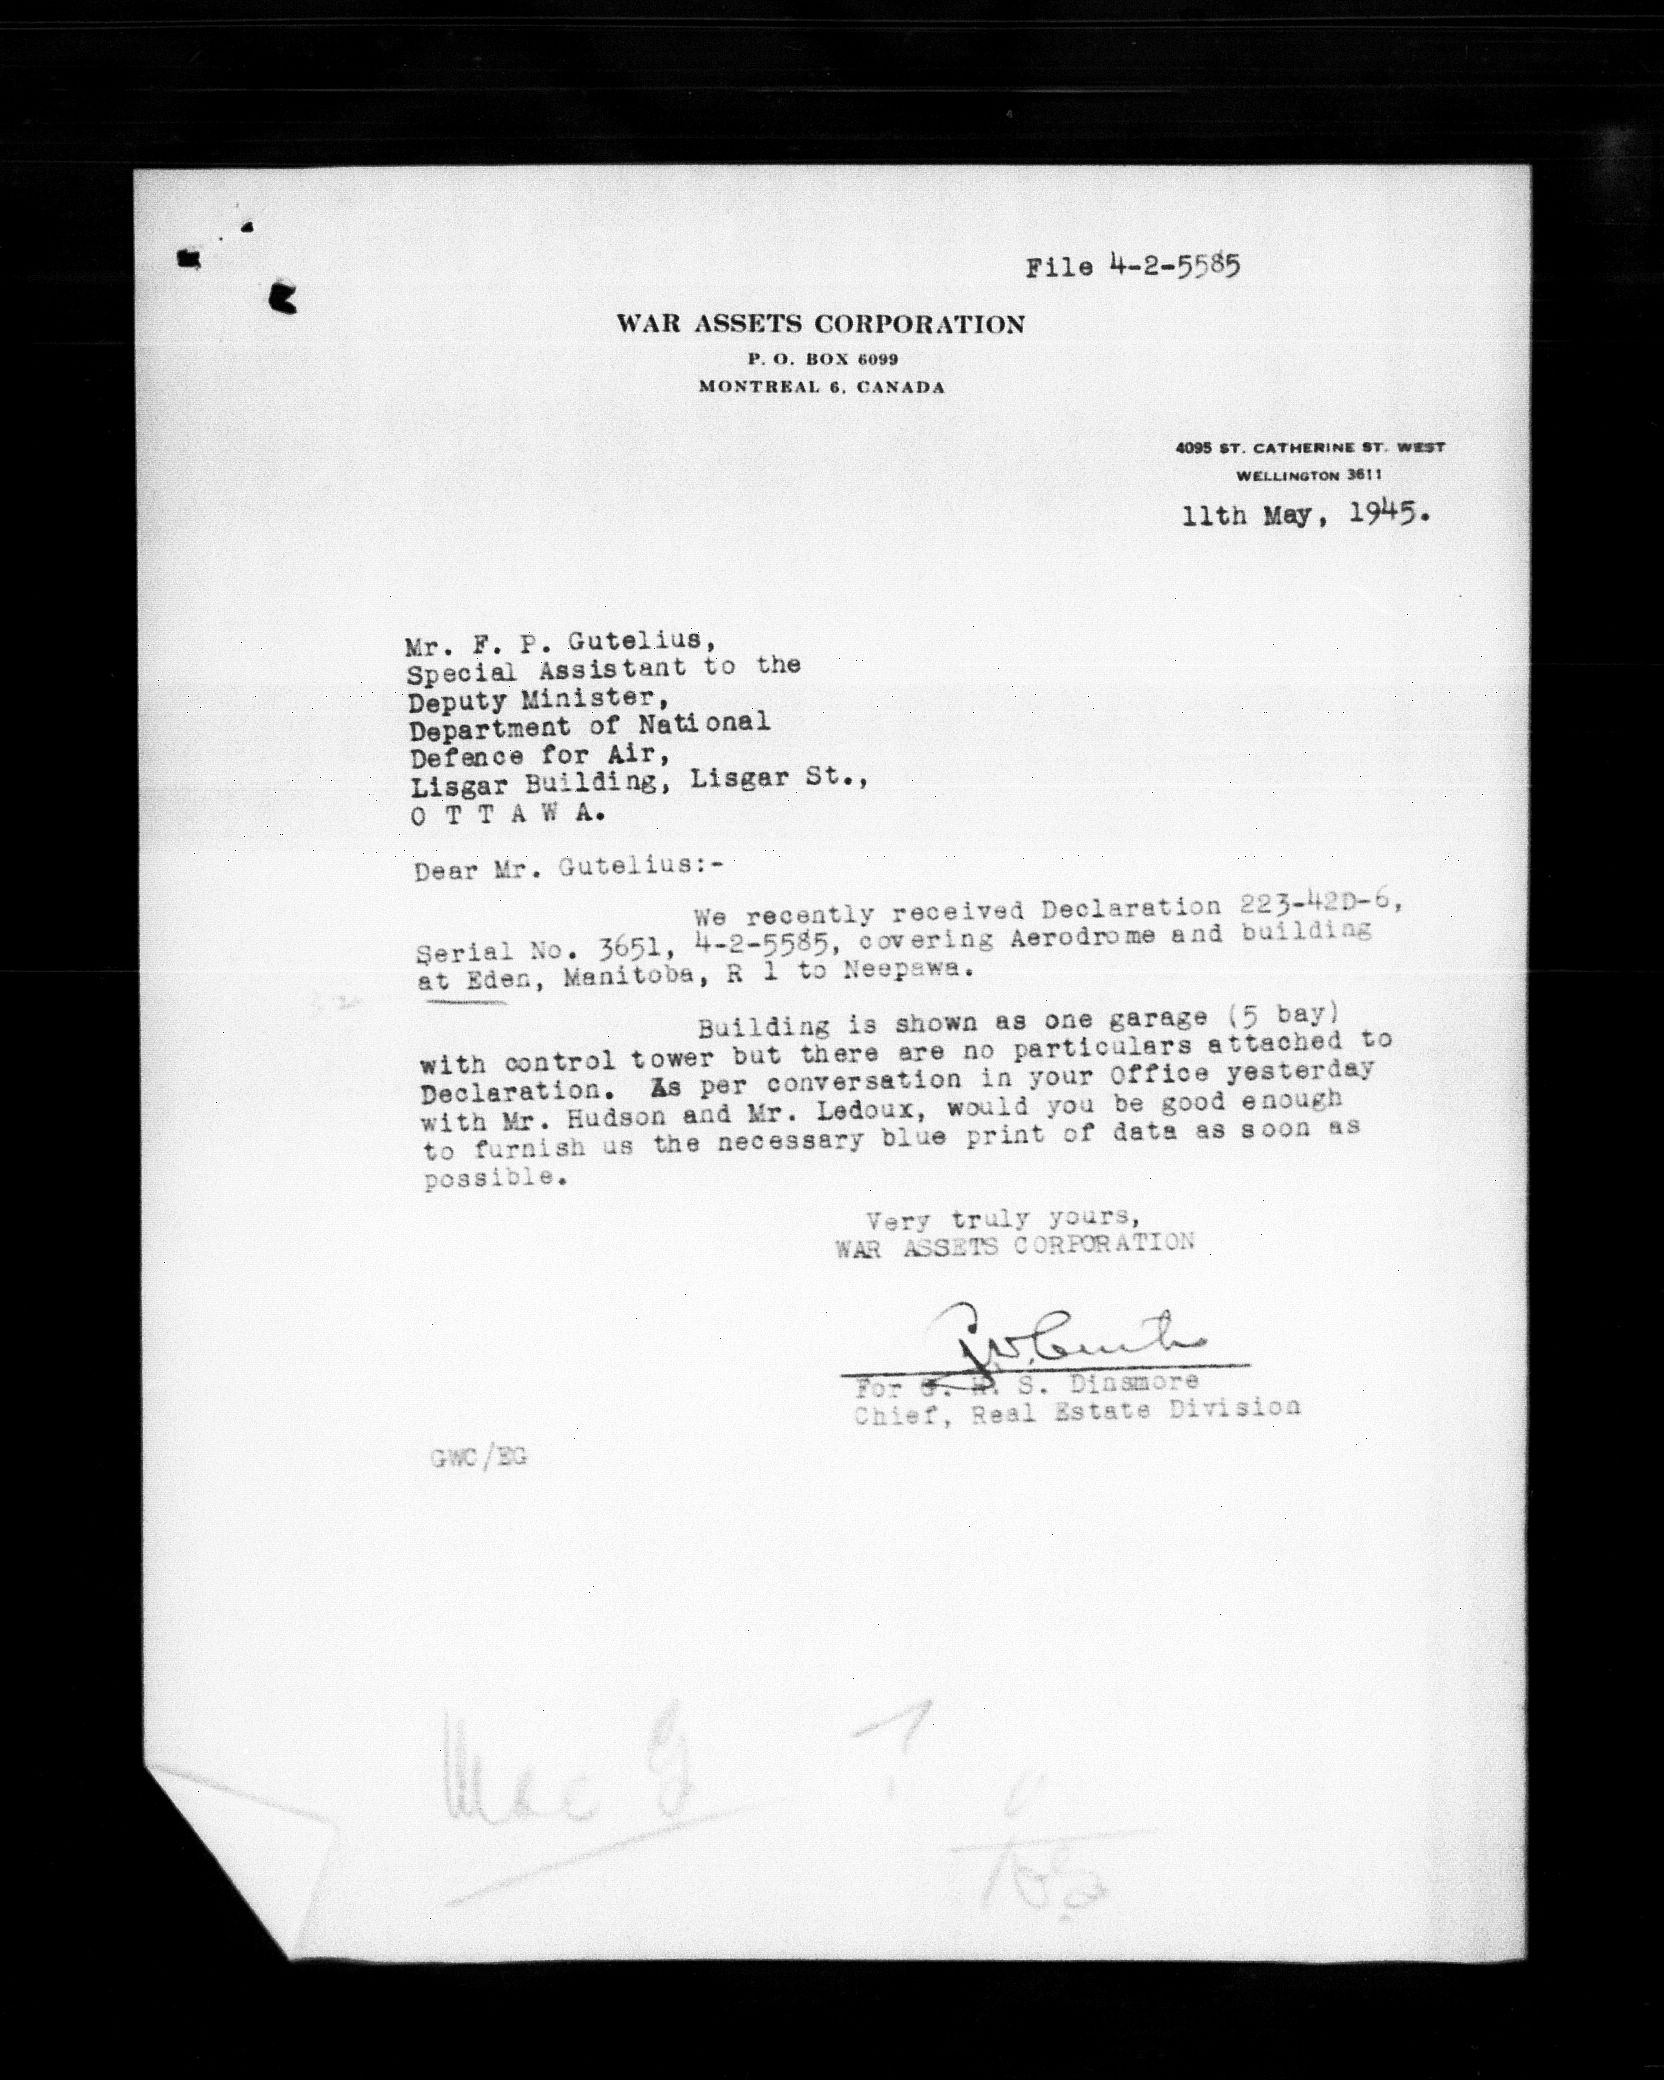 File 4-2-5585
WAR ASSETS CORPORATION
P. O. BOX 6099
MONTREAL 6, CANADA
4095 ST. CATHERINE ST. WEST
WELLINGTON 3611
11th May, 1945.
Mr. F. P. Gutelius,
Special Assistant to the
Deputy Minister,
Department of National
Defence for Air,
Lisgar Building, Lisgar St.,
O T T A W A.
Dear Mr. Gutelius:-
We recently received Declaration 223-42D-6,
Serial No. 3651, 4-2-5585, covering Aerodrome and building
at Eden, Manitoba, R 1 to Neepawa.
Building is shown as one garage (5 bay)
with control tower but there are no particulars attached to
Declaration. As per conversation in your Office yesterday
with Mr. Hudson and Mr. Ledoux, would you be good enough
to furnish us the necessary blue print of data as soon as
possible.
Very truly yours,
WAR ASSETS CORPORATION
For S. Dinsmore
Chief, Real Estate Division
GWC/EG